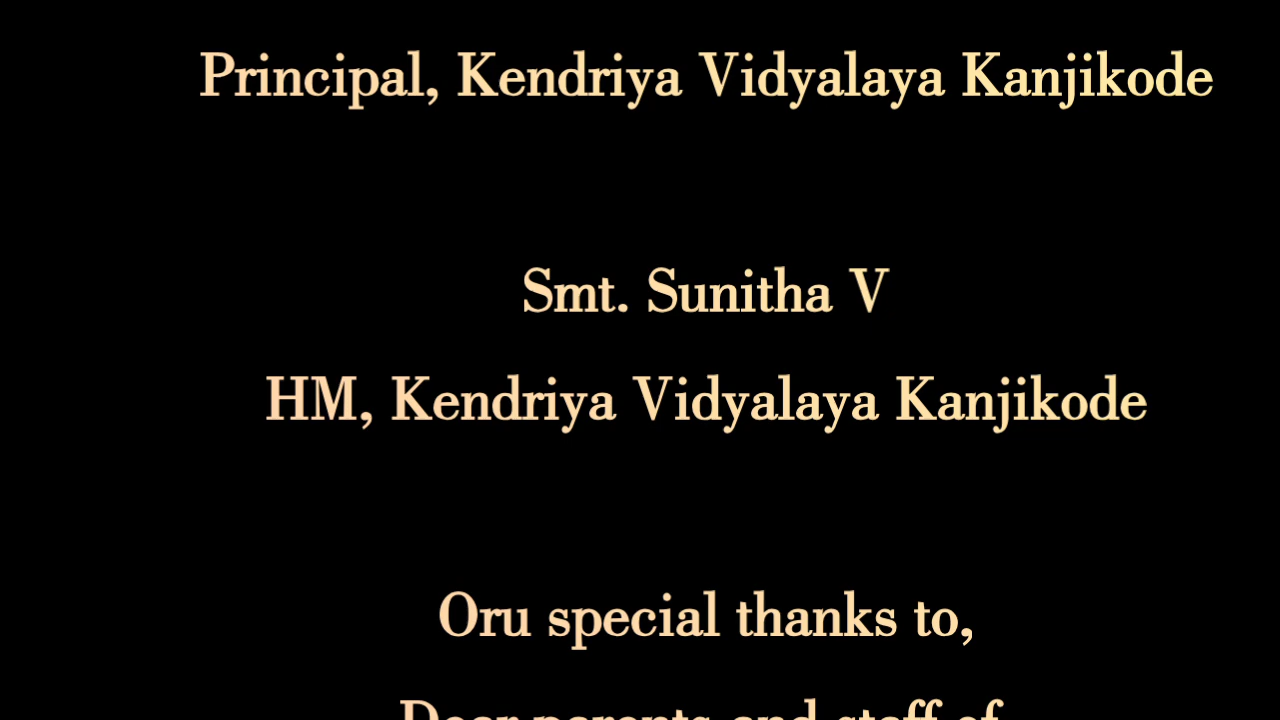 Principal, Kendriya Vidyalaya Kanjikode
Smt. Sunitha V
HM, Kendriya Vidyalaya Kanjikode
Oru special thanks to,
Dear parents and staff of